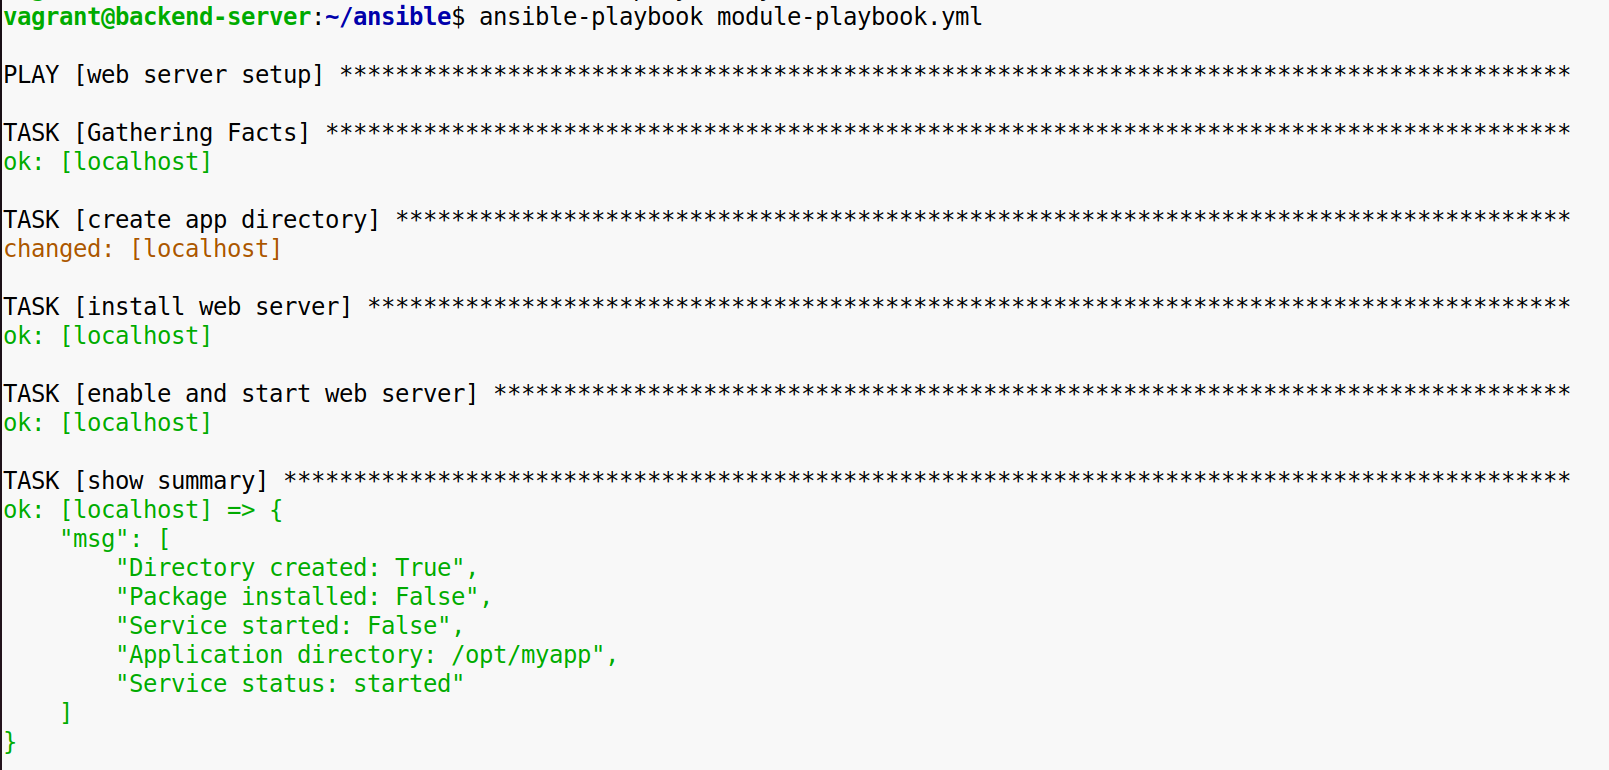 vagrant@backend-server:~/ansible$ ansible-playbook module-playbook.yml
PLAY [web server setup] ****************************************************************************************
TASK [Gathering Facts] *****************************************************************************************
ok: [localhost]
TASK [create app directory] ************************************************************************************
changed: [localhost]
TASK [install web server] **************************************************************************************
ok: [localhost]
TASK [enable and start web server] *****************************************************************************
ok: [localhost]
TASK [show summary] ********************************************************************************************
ok: [localhost] => {
    "msg": [
        "Directory created: True",
        "Package installed: False",
        "Service started: False",
        "Application directory: /opt/myapp",
        "Service status: started"
    ]
}